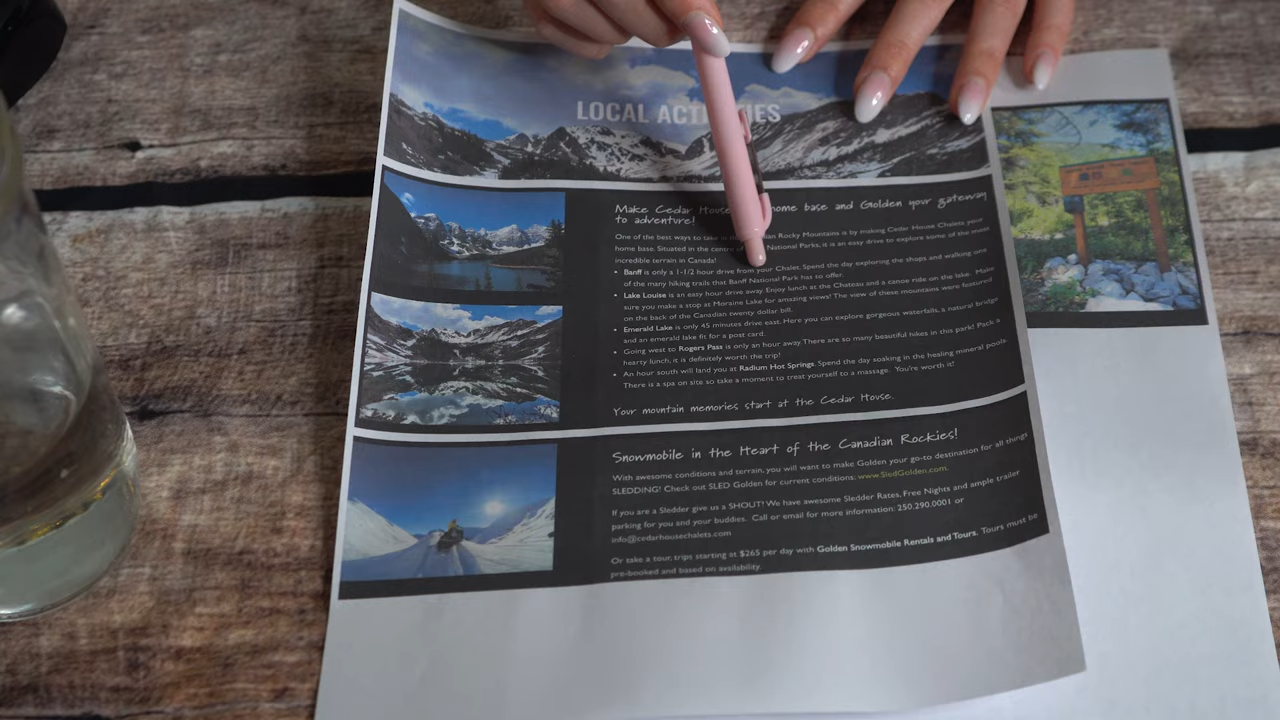 LOCAL ACTI IES
Make Cedar House home base and Golden your gateway
to adventure!
One of the best ways to take in dian Rocky Mountains is by making Cedar House Chalets your
home base. Situated in the centre of National Parks, it is an easy drive to explore some of the most
incredible terrain in Canada!
• Banff is only a 1-1/2 hour drive from your Chalet. Spend the day exploring the shops and walking one
of the many hiking trails that Banff National Park has to offer.
• Lake Louise is an easy hour drive away. Enjoy lunch at the Chateau and a canoe ride on the lake. Make
sure you make a stop at Moraine Lake for amazing views! The view of these mountains were featured
on the back of the Canadian twenty dollar bill.
• Emerald Lake is only 45 minutes drive east. Here you can explore gorgeous waterfalls, a natural bridge
and an emerald lake fit for a post card.
• Going west to Rogers Pass is only an hour away. There are so many beautiful hikes in this park! Pack a
hearty lunch, it is definitely worth the trip!
• An hour south will land you at Radium Hot Springs. Spend the day soaking in the healing mineral pools.
There is a spa on site so take a moment to treat yourself to a massage. You're worth it!
Your mountain memories start at the Cedar House.
Snowmobile in the Heart of the Canadian Rockies!
With awesome conditions and terrain, you will want to make Golden your go-to destination for all things
SLEDDING! Check out SLED Golden for current conditions: www.SledGolden.com.
If you are a Sledder give us a SHOUT! We have awesome Sledder Rates, Free Nights and ample trailer
parking for you and your buddies. Call or email for more information: 250.290.0001 or
info@cedarhousechalets.com
Or take a tour, trips starting at $265 per day with Golden Snowmobile Rentals and Tours. Tours must be
pre-booked and based on availability.